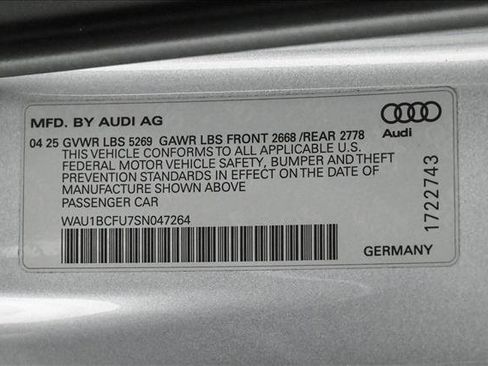 MFD. BY AUDI AG
04 25 GVWR LBS 5269 GAWR LBS FRONT 2668 /REAR 2778
THIS VEHICLE CONFORMS TO ALL APPLICABLE U.S.
FEDERAL MOTOR VEHICLE SAFETY, BUMPER AND THEFT
PREVENTION STANDARDS IN EFFECT ON THE DATE OF
MANUFACTURE SHOWN ABOVE
PASSENGER CAR
WAU1BCFU7SN047264
Audi
1722743
GERMANY